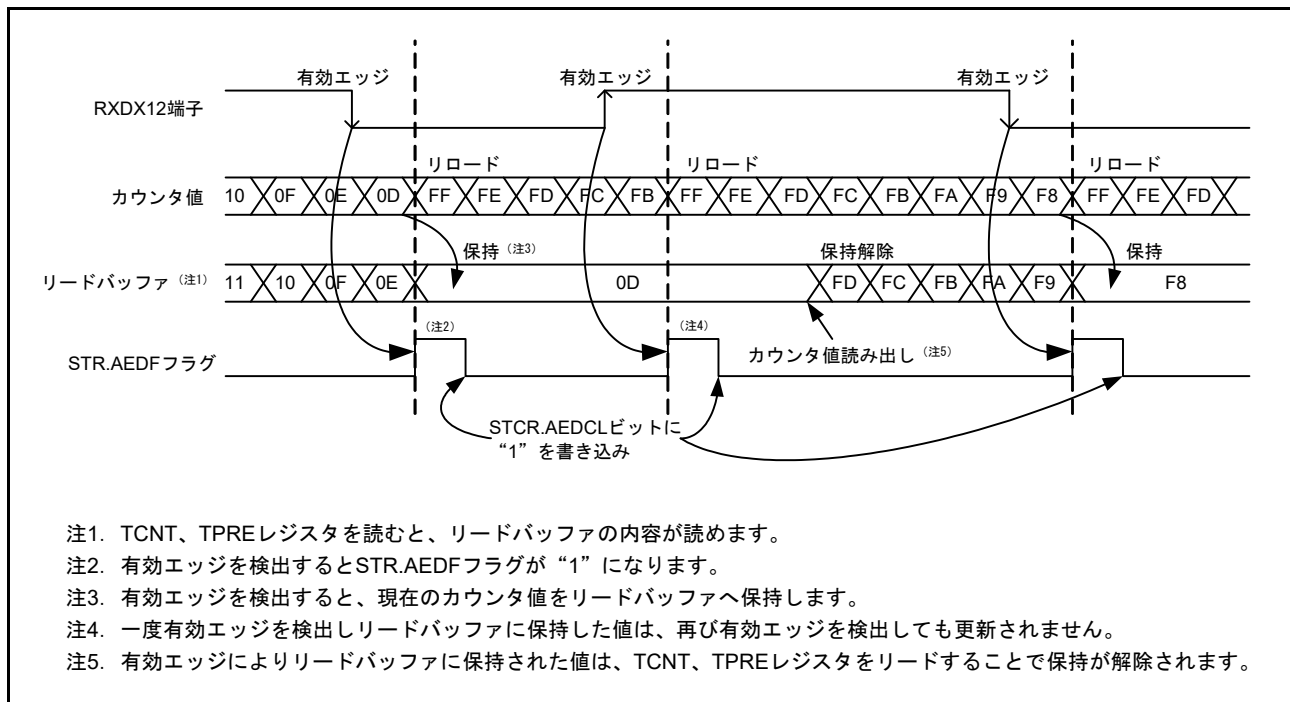 有効エッジ 有効エッジ 有効エッジ
RXDX12端子
リロード リロード リロード
カウンタ値 10 0F 0E 0D FF FE FD FC FB FF FE FD FC FB FA F9 F8 FF FE FD
保持（注3） 保持解除 保持
リードバッファ（注1） 11 10 0F 0E 0D FD FC FB FA F9 F8
（注2） （注4） カウンタ値読み出し（注5）
STR.AEDFフラグ
STCR.AEDCLビットに
“1”を書き込み
注1. TCNT、TPREレジスタを読むと、リードバッファの内容が読めます。
注2. 有効エッジを検出するとSTR.AEDFフラグが“1”になります。
注3. 有効エッジを検出すると、現在のカウンタ値をリードバッファへ保持します。
注4. 一度有効エッジを検出しリードバッファに保持した値は、再び有効エッジを検出しても更新されません。
注5. 有効エッジによりリードバッファに保持された値は、TCNT、TPREレジスタをリードすることで保持が解除されます。